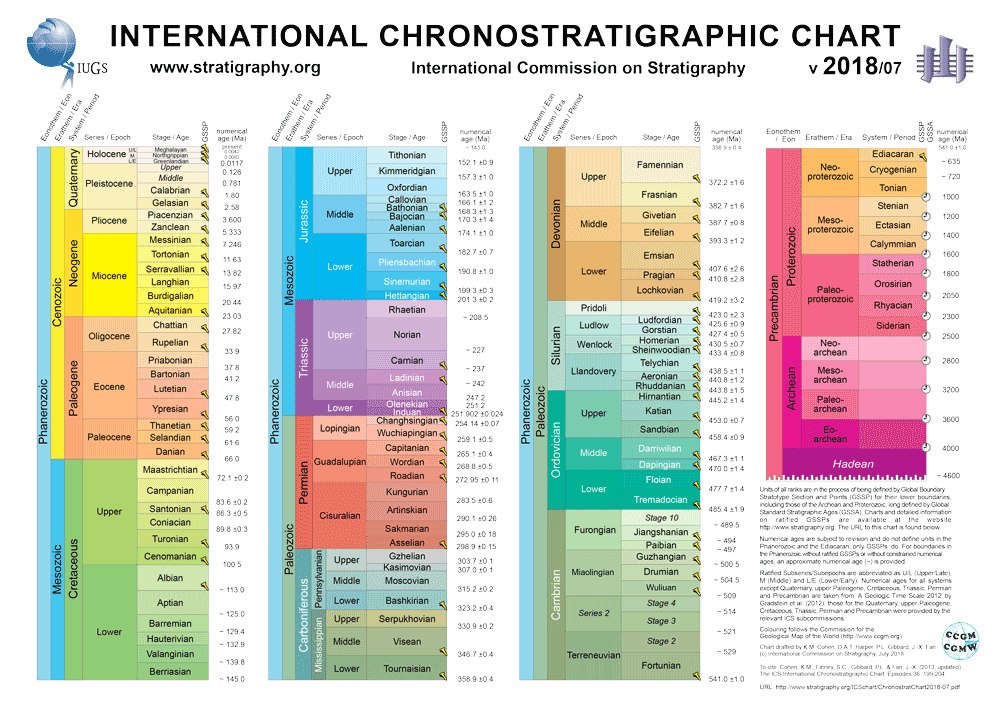 INTERNATIONAL CHRONOSTRATIGRAPHIC CHART
IUGS
www.stratigraphy.org
International Commission on Stratigraphy
v 2018/07
Eonothem / Eon
Erathem / Era
System / Period
Series / Epoch
Stage / Age
GSSP
numerical
age (Ma)
Phanerozoic
Cenozoic
Quaternary
Holocene
U/L
M
L/E
Meghalayan
Northgrippian
Greenlandian
present
0.0042
0.0117
Pleistocene
Upper
0.126
Middle
0.781
Calabrian
1.80
Gelasian
2.58
Neogene
Pliocene
Piacenzian
3.600
Zanclean
5.333
Miocene
Messinian
7.246
Tortonian
11.63
Serravallian
13.82
Langhian
15.97
Burdigalian
20.44
Aquitanian
23.03
Paleogene
Oligocene
Chattian
27.82
Rupelian
33.9
Eocene
Priabonian
37.8
Bartonian
41.2
Lutetian
47.8
Ypresian
56.0
Paleocene
Thanetian
59.2
Selandian
61.6
Danian
66.0
Mesozoic
Cretaceous
Upper
Maastrichtian
72.1 ±0.2
Campanian
83.6 ±0.2
Santonian
86.3 ±0.5
Coniacian
89.8 ±0.3
Turonian
93.9
Cenomanian
100.5
Lower
Albian
~ 113.0
Aptian
~ 125.0
Barremian
~ 129.4
Hauterivian
~ 132.9
Valanginian
~ 139.8
Berriasian
~ 145.0
Eonothem / Eon
Erathem / Era
System / Period
Series / Epoch
Stage / Age
GSSP
numerical
age (Ma)
~ 145.0
Phanerozoic
Mesozoic
Jurassic
Upper
Tithonian
152.1 ±0.9
Kimmeridgian
157.3 ±1.0
Oxfordian
163.5 ±1.0
Middle
Callovian
166.1 ±1.2
Bathonian
168.3 ±1.3
Bajocian
170.3 ±1.4
Aalenian
174.1 ±1.0
Lower
Toarcian
182.7 ±0.7
Pliensbachian
190.8 ±1.0
Sinemurian
199.3 ±0.3
Hettangian
201.3 ±0.2
Triassic
Upper
Rhaetian
~ 208.5
Norian
~ 227
Carnian
~ 237
Middle
Ladinian
~ 242
Anisian
247.2
Lower
Olenekian
251.2
Induan
251.902 ±0.024
Paleozoic
Permian
Lopingian
Changhsingian
254.14 ±0.07
Wuchiapingian
259.1 ±0.5
Guadalupian
Capitanian
265.1 ±0.4
Wordian
268.8 ±0.5
Roadian
272.95 ±0.11
Cisuralian
Kungurian
283.5 ±0.6
Artinskian
290.1 ±0.26
Sakmarian
295.0 ±0.18
Asselian
298.9 ±0.15
Carboniferous
Pennsylvanian
Upper
Gzhelian
303.7 ±0.1
Kasimovian
307.0 ±0.1
Middle
Moscovian
315.2 ±0.2
Lower
Bashkirian
323.2 ±0.4
Mississippian
Upper
Serpukhovian
330.9 ±0.2
Middle
Visean
346.7 ±0.4
Lower
Tournaisian
358.9 ±0.4
Eonothem / Eon
Erathem / Era
System / Period
Series / Epoch
Stage / Age
GSSP
numerical
age (Ma)
358.9 ± 0.4
Phanerozoic
Paleozoic
Devonian
Upper
Famennian
372.2 ±1.6
Frasnian
382.7 ±1.6
Middle
Givetian
387.7 ±0.8
Eifelian
393.3 ±1.2
Lower
Emsian
407.6 ±2.6
Pragian
410.8 ±2.8
Lochkovian
419.2 ±3.2
Silurian
Pridoli
423.0 ±2.3
Ludlow
Ludfordian
425.6 ±0.9
Gorstian
427.4 ±0.5
Wenlock
Homerian
430.5 ±0.7
Sheinwoodian
433.4 ±0.8
Llandovery
Telychian
438.5 ±1.1
Aeronian
440.8 ±1.2
Rhuddanian
443.8 ±1.5
Ordovician
Upper
Hirnantian
445.2 ±1.4
Katian
453.0 ±0.7
Sandbian
458.4 ±0.9
Middle
Darriwilian
467.3 ±1.1
Dapingian
470.0 ±1.4
Lower
Floian
477.7 ±1.4
Tremadocian
485.4 ±1.9
Cambrian
Furongian
Stage 10
~ 489.5
Jiangshanian
~ 494
Paibian
~ 497
Miaolingian
Guzhangian
~ 500.5
Drumian
~ 504.5
Wuliuan
~ 509
Series 2
Stage 4
~ 514
Stage 3
~ 521
Terreneuvian
Stage 2
~ 529
Fortunian
541.0 ±1.0
Eonothem
/ Eon
Erathem / Era
System / Period
GSSP
GSSA
numerical
age (Ma)
541.0 ±1.0
Precambrian
Proterozoic
Neo-
proterozoic
Ediacaran
~ 635
Cryogenian
~ 720
Tonian
1000
Meso-
proterozoic
Stenian
1200
Ectasian
1400
Calymmian
1600
Paleo-
proterozoic
Statherian
1800
Orosirian
2050
Rhyacian
2300
Siderian
2500
Archean
Neo-
archean
2800
Meso-
archean
3200
Paleo-
archean
3600
Eo-
archean
4000
Hadean
~ 4600
Units of all ranks are in the process of being defined by Global Boundary
Stratotype Section and Points (GSSP) for their lower boundaries,
including those of the Archean and Proterozoic, long defined by Global
Standard Stratigraphic Ages (GSSA). Charts and detailed information
on ratified GSSPs are available at the website
http://www.stratigraphy.org. The URL to this chart is found below.
Numerical ages are subject to revision and do not define units in the
Phanerozoic and the Ediacaran; only GSSPs do. For boundaries in
the Phanerozoic without ratified GSSPs or without constrained numerical
ages, an approximate numerical age (~) is provided.
Ratified Subseries/Subepochs are abbreviated as U/L (Upper/Late),
M (Middle) and L/E (Lower/Early). Numerical ages for all systems
except Quaternary, upper Paleogene, Cretaceous, Triassic, Permian
and Precambrian are taken from 'A Geologic Time Scale 2012' by
Gradstein et al. (2012), those for the Quaternary, upper Paleogene,
Cretaceous, Triassic, Permian and Precambrian were provided by the
relevant ICS subcommissions.
Colouring follows the Commission for the
Geological Map of the World (http://www.ccgm.org)
CCGM
CGMW
Chart drafted by K.M. Cohen, D.A.T. Harper, P.L. Gibbard, J.-X. Fan
(c) International Commission on Stratigraphy, July 2018
To cite: Cohen, K.M., Finney, S.C., Gibbard, P.L. & Fan, J.-X. (2013; updated)
The ICS International Chronostratigraphic Chart. Episodes 36: 199-204.
URL: http://www.stratigraphy.org/ICSchart/ChronostratChart2018-07.pdf